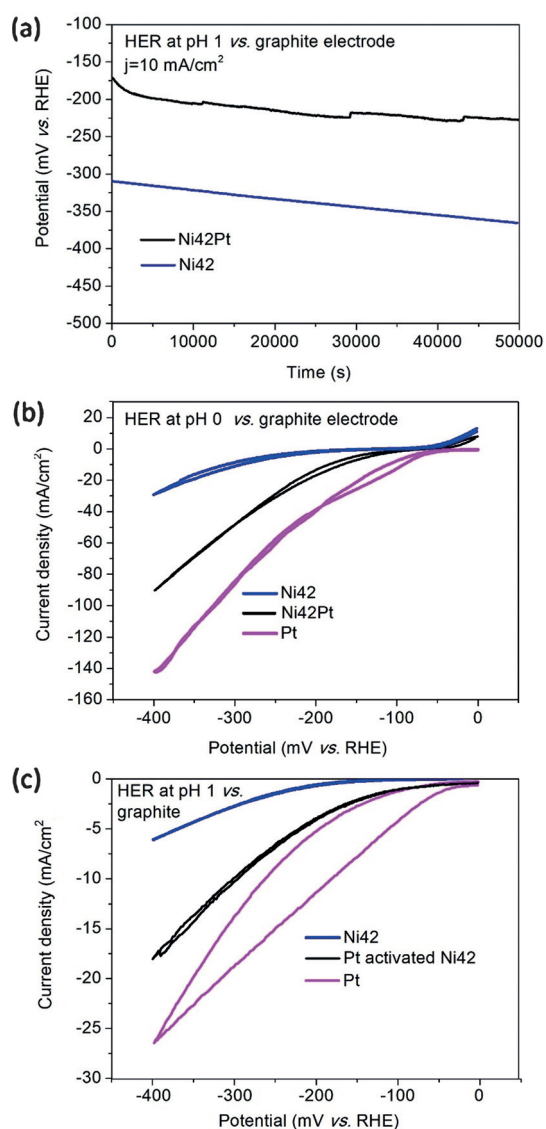 (a)
HER at pH 1 vs. graphite electrode
j=10 mA/cm²
-100
-150
-200
-250
-300
-350
-400
-450
-500
Potential (mV vs. RHE)
Ni42Pt
Ni42
0 10000 20000 30000 40000 50000
Time (s)
(b)
HER at pH 0 vs. graphite electrode
20
0
-20
-40
-60
-80
-100
-120
-140
-160
Current density (mA/cm²)
Ni42
Ni42Pt
Pt
-400 -300 -200 -100 0
Potential (mV vs. RHE)
(c)
HER at pH 1 vs.
graphite
0
-5
-10
-15
-20
-25
-30
Current density (mA/cm²)
Ni42
Pt activated Ni42
Pt
-400 -300 -200 -100 0
Potential (mV vs. RHE)